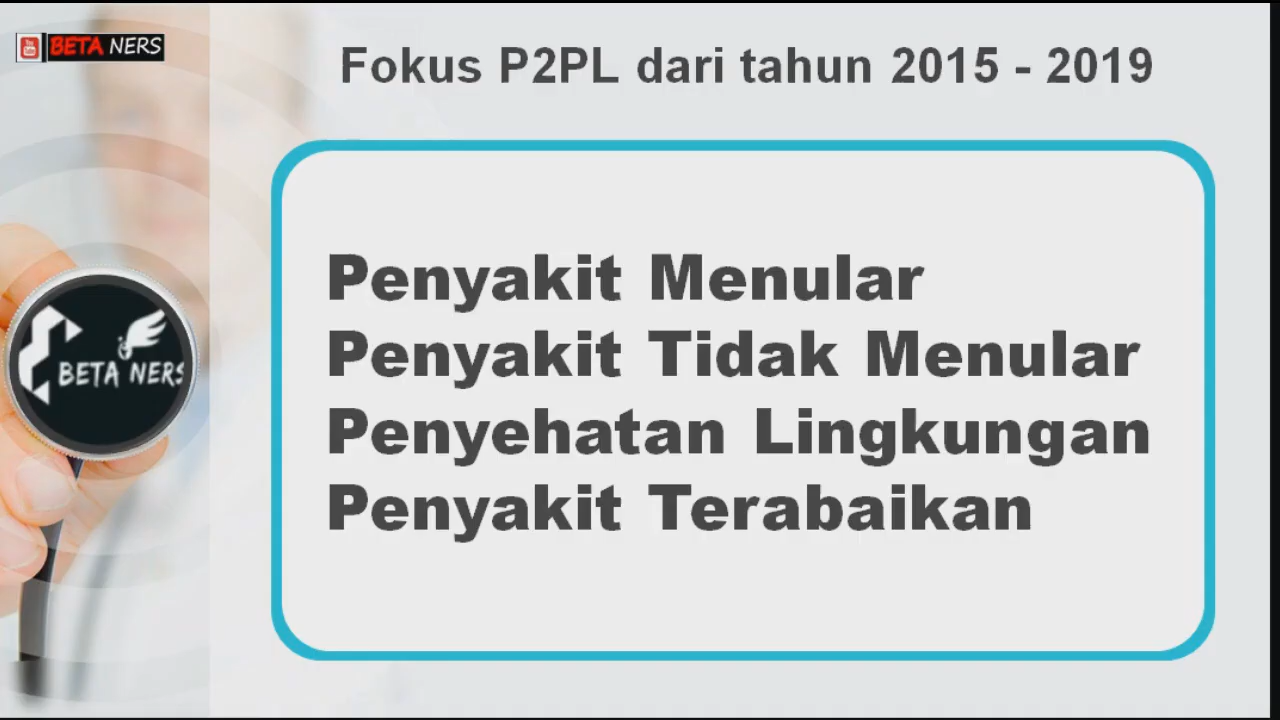 BETA NERS
Fokus P2PL dari tahun 2015 - 2019
Penyakit Menular
Penyakit Tidak Menular
Penyehatan Lingkungan
Penyakit Terabaikan
BETA NERS